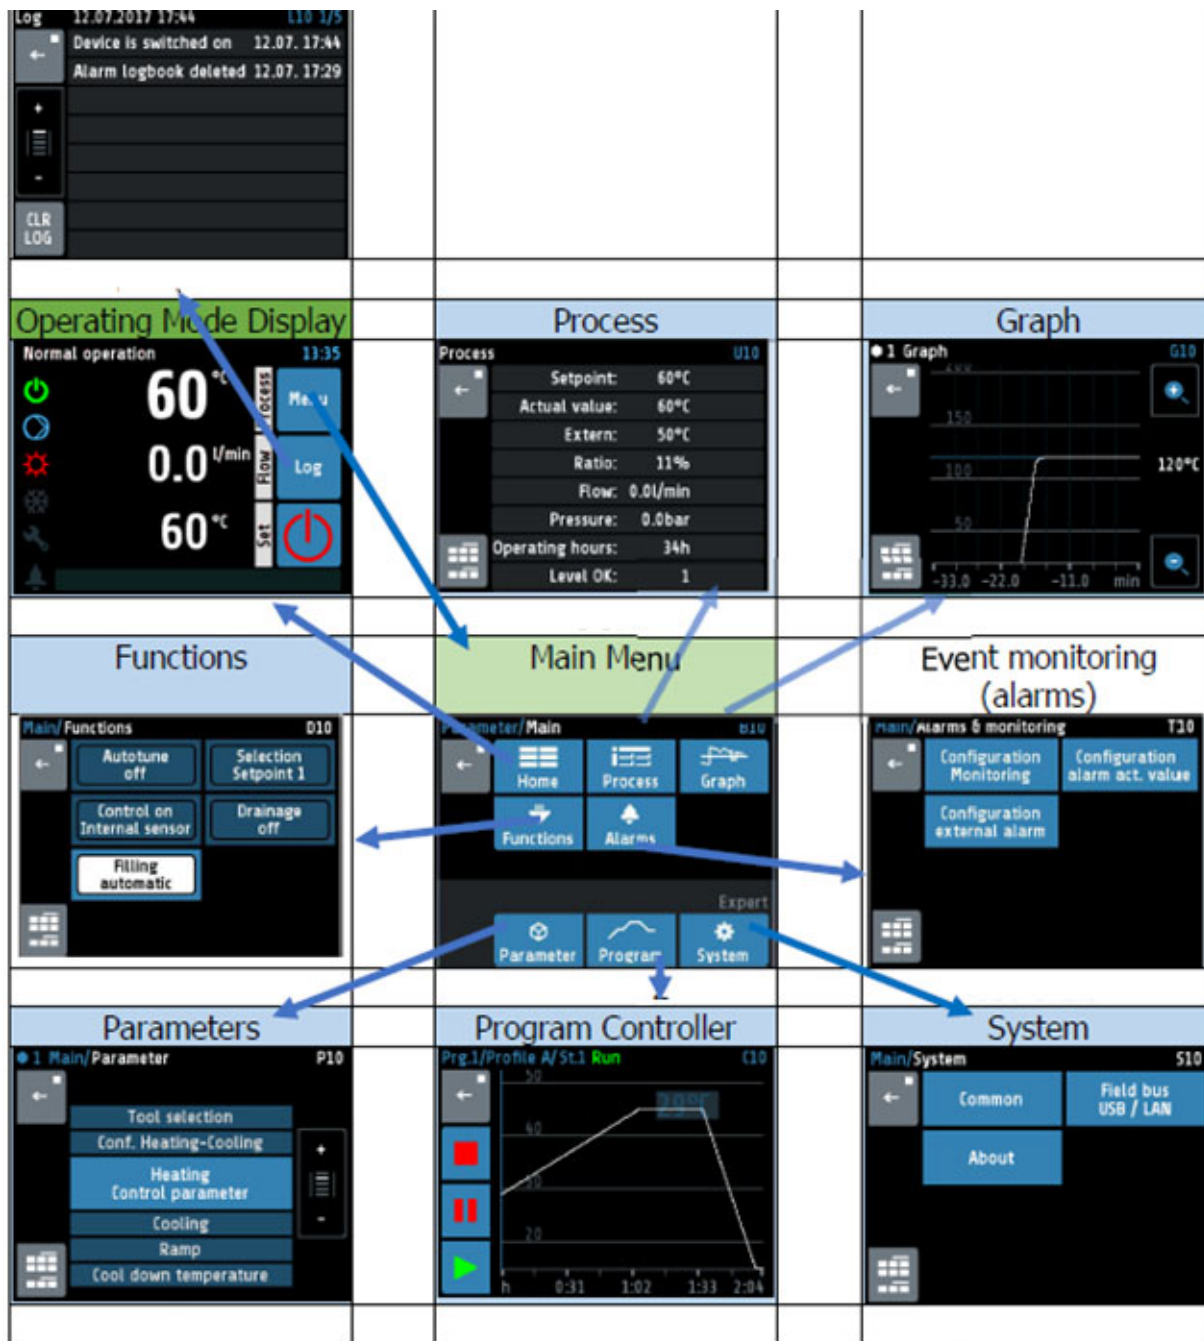 Log 12.07.2017 17:44 L10 1/5
Device is switched on 12.07. 17:44
Alarm logbook deleted 12.07. 17:29
+
-
CLR
LOG
Operating Mode Display
Normal operation 13:35
60 °C Process Menu
0.0 l/min Flow Log
60 °C Set
Process
Process U10
Setpoint: 60°C
Actual value: 60°C
Extern: 50°C
Ratio: 11%
Flow: 0.0l/min
Pressure: 0.0bar
Operating hours: 34h
Level OK: 1
Graph
1 Graph G10
200
150
100
120°C
50
-33.0 -22.0 -11.0 min
Functions
Main/Functions D10
Autotune
off
Selection
Setpoint 1
Control on
Internal sensor
Drainage
off
Filling
automatic
Main Menu
Parameter/Main B10
Home Process Graph
Functions Alarms
Expert
Parameter Program System
Event monitoring
(alarms)
Main/Alarms & monitoring T10
Configuration
Monitoring
Configuration
alarm act. value
Configuration
external alarm
Parameters
1 Main/Parameter P10
Tool selection
Conf. Heating-Cooling
Heating
Control parameter
Cooling
Ramp
Cool down temperature
+
-
Program Controller
Prg.1/Profile A/St.1 Run C10
50
29°C
40
30
20
h 0:31 1:02 1:33 2:04
System
Main/System S10
Common
Field bus
USB / LAN
About